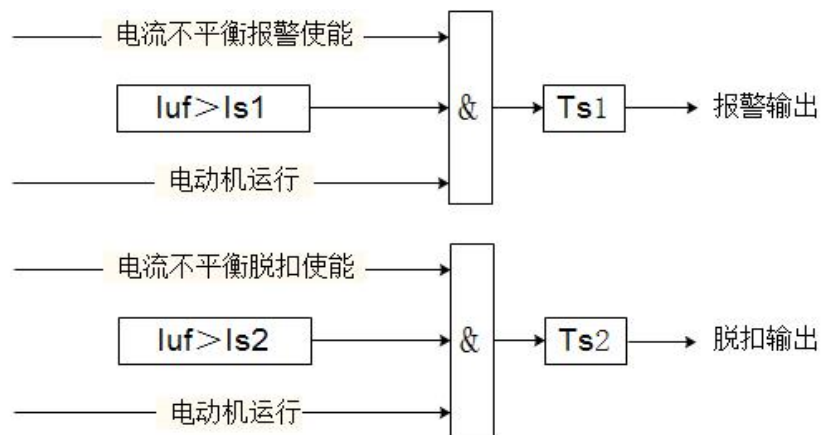 电流不平衡报警使能
Iuf＞Is1
&
Ts1
报警输出
电动机运行
电流不平衡脱扣使能
Iuf＞Is2
&
Ts2
脱扣输出
电动机运行